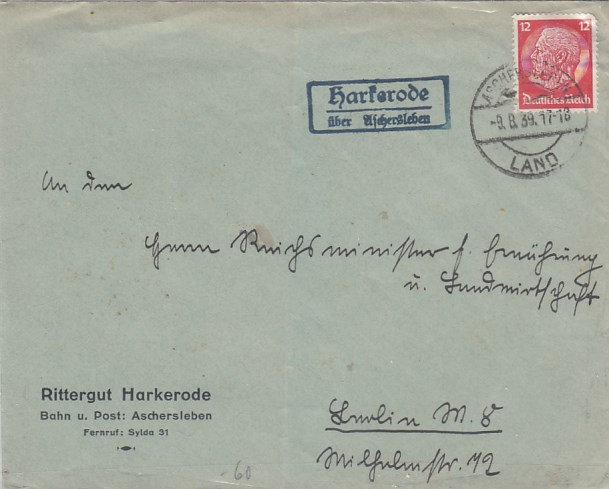 12 12
Deutsches Reich
Harkerode
über Aschersleben
-9.8.39.17-18
LAND
An den
Herrn Reichsminister f. Ernährung
u. Landwirtschaft
Rittergut Harkerode
Bahn u. Post: Aschersleben
Fernruf: Sylda 31
Berlin W. 8
Wilhelmstr. 72
-60